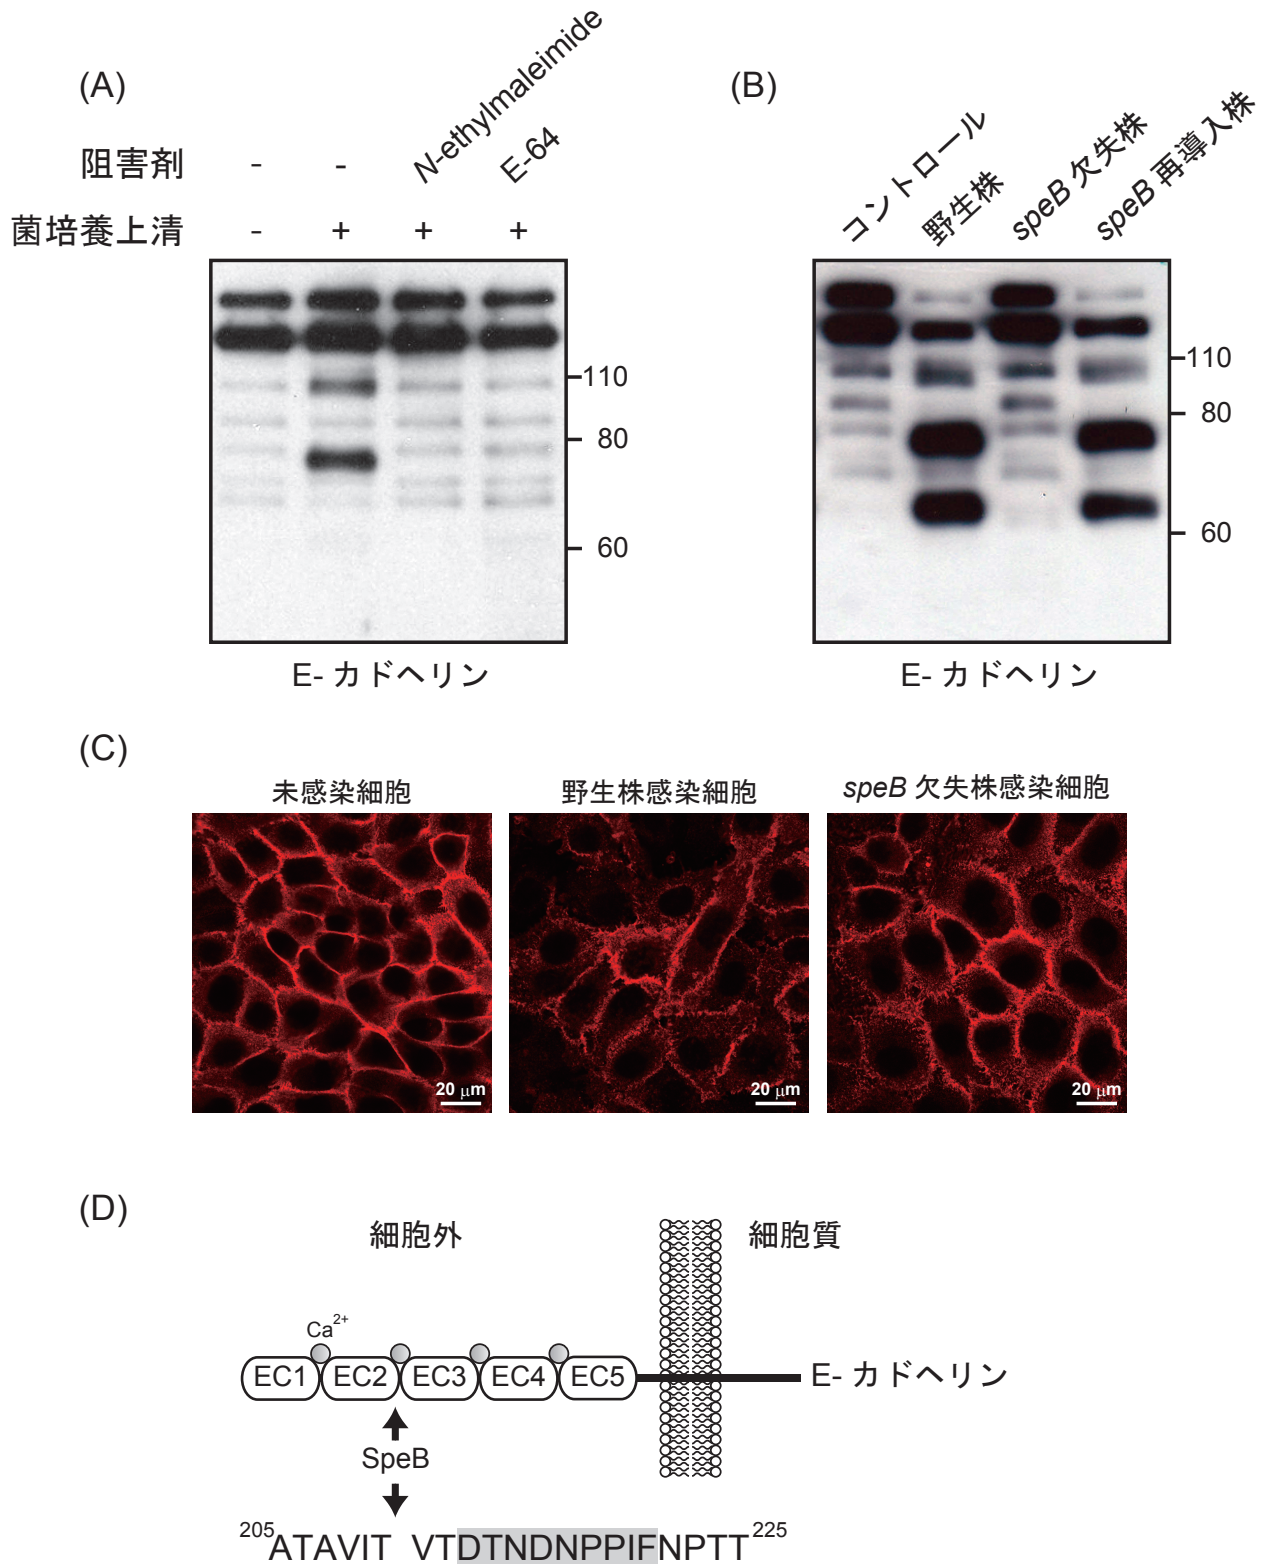 (A)
阻害剤 - - N-ethylmaleimide E-64
菌培養上清 - + + +
110
80
60
E- カドヘリン
(B)
コントロール 野生株 speB 欠失株 speB 再導入株
110
80
60
E- カドヘリン
(C)
未感染細胞 野生株感染細胞 speB 欠失株感染細胞
20 μm 20 μm 20 μm
(D)
細胞外 細胞質
Ca2+
EC1 EC2 EC3 EC4 EC5 E- カドヘリン
SpeB
205ATAVIT VTDTNDNPPIFNPTT225